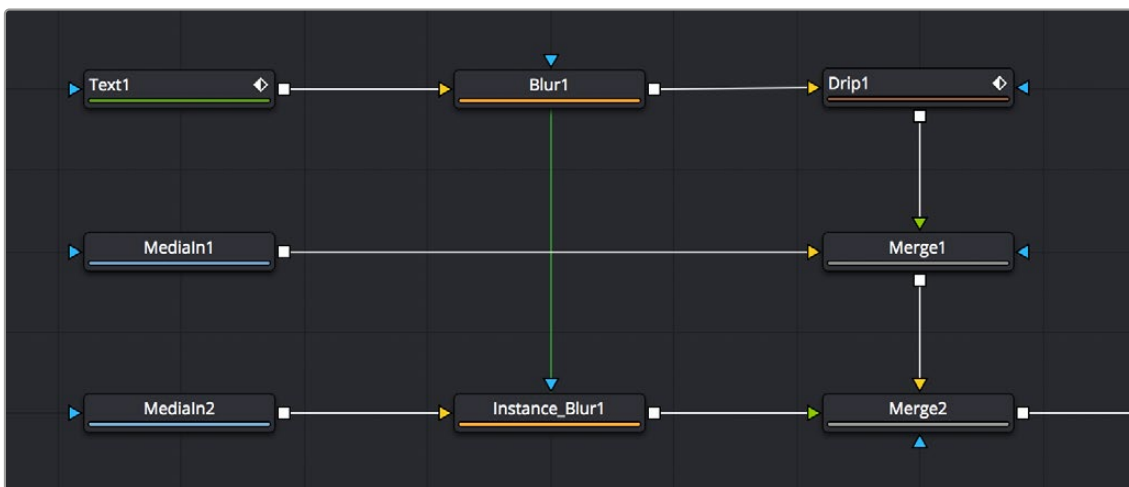 Text1
Blur1
Drip1
MediaIn1
Merge1
MediaIn2
Instance_Blur1
Merge2